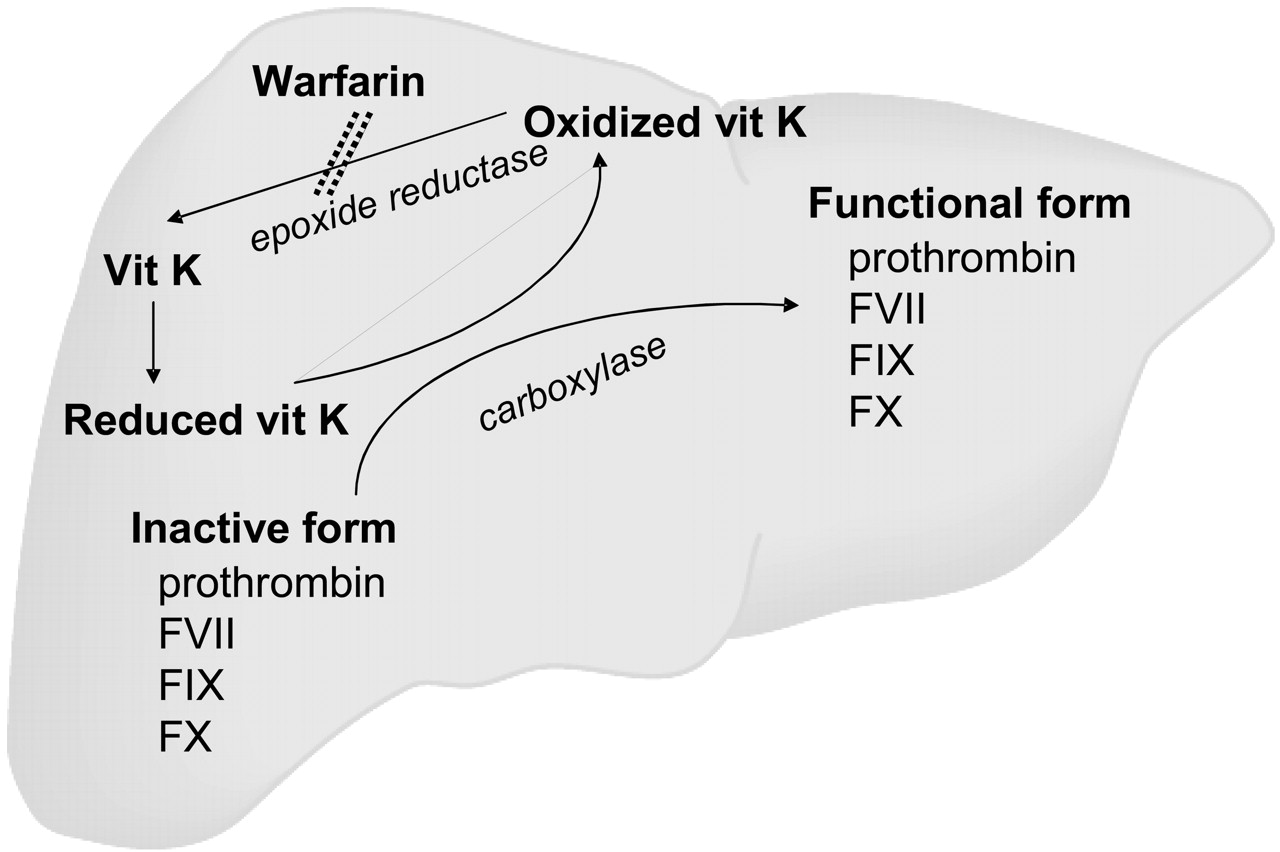 Warfarin
Oxidized vit K
epoxide reductase
Vit K
Functional form
prothrombin
FVII
FIX
FX
carboxylase
Reduced vit K
Inactive form
prothrombin
FVII
FIX
FX